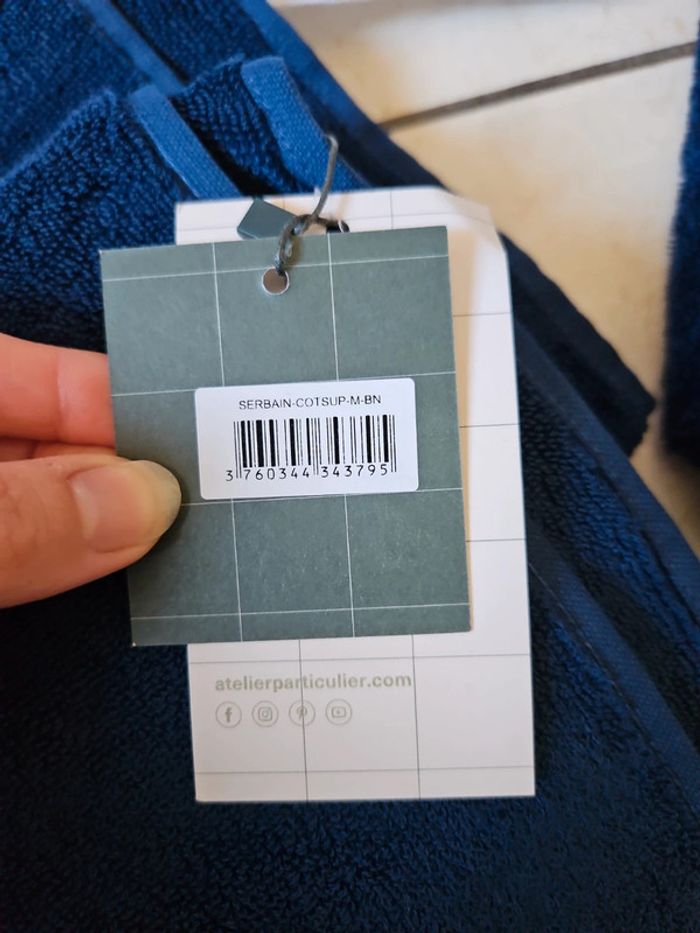 SERBAIN-COTSUP-M-BN
3 760344 343795
atelierparticulier.com